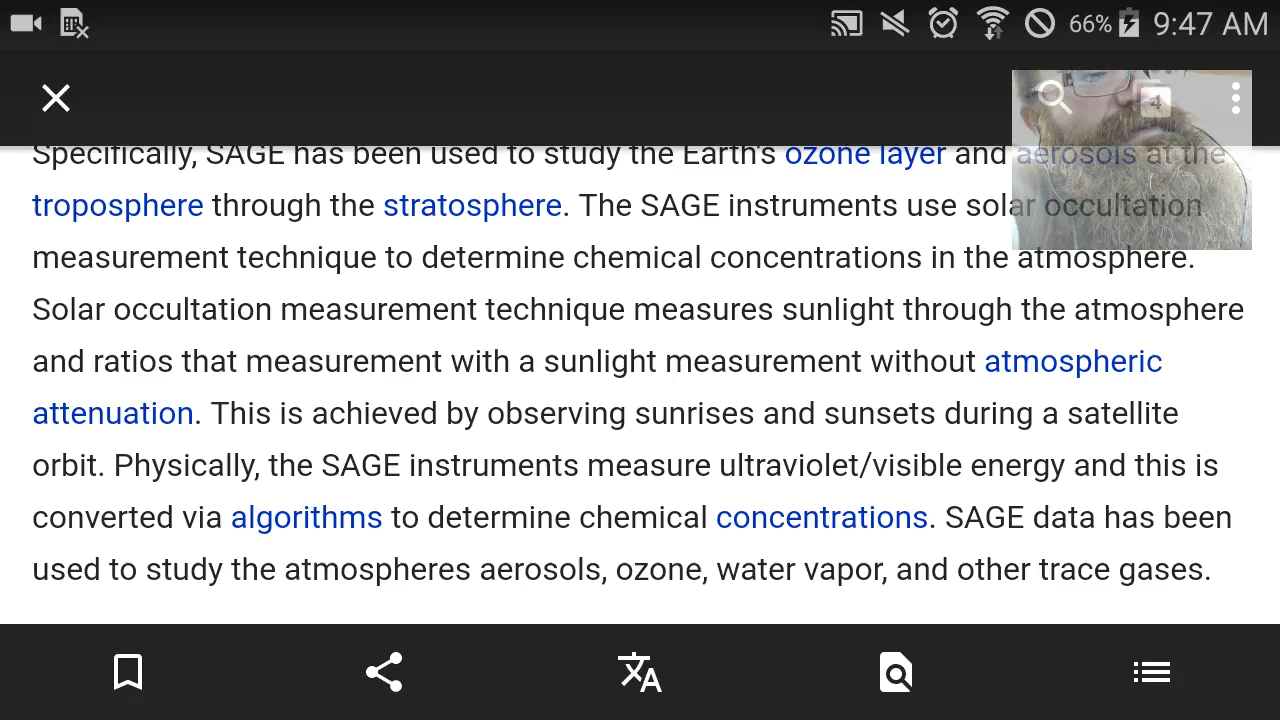 66% 9:47 AM
4
Specifically, SAGE has been used to study the Earth's ozone layer and aerosols at the
troposphere through the stratosphere. The SAGE instruments use solar occultation
measurement technique to determine chemical concentrations in the atmosphere.
Solar occultation measurement technique measures sunlight through the atmosphere
and ratios that measurement with a sunlight measurement without atmospheric
attenuation. This is achieved by observing sunrises and sunsets during a satellite
orbit. Physically, the SAGE instruments measure ultraviolet/visible energy and this is
converted via algorithms to determine chemical concentrations. SAGE data has been
used to study the atmospheres aerosols, ozone, water vapor, and other trace gases.